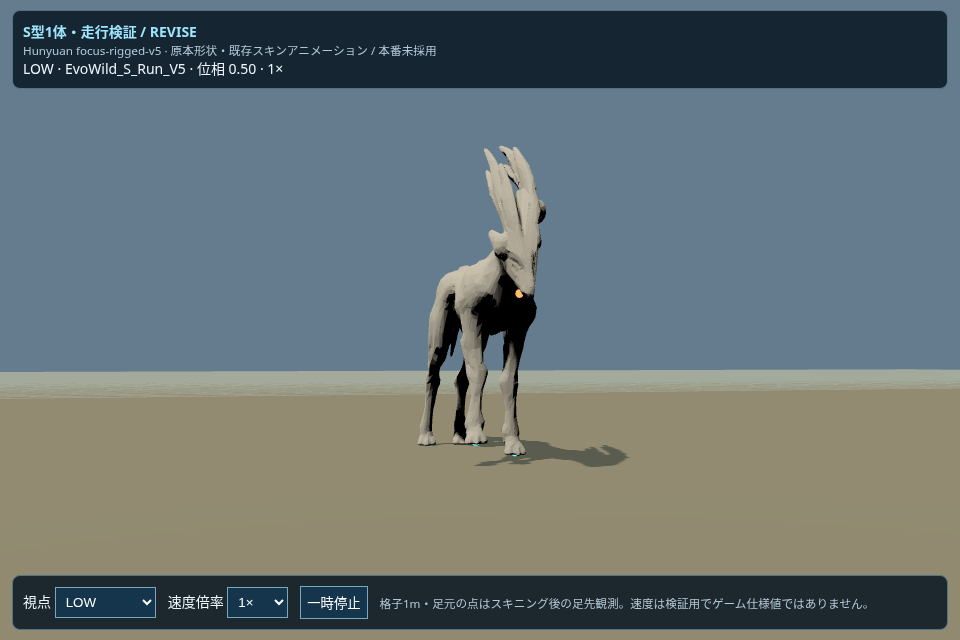 S型1体・走行検証 / REVISE
Hunyuan focus-rigged-v5 · 原本形状・既存スキンアニメーション / 本番未採用
LOW · EvoWild_S_Run_V5 · 位相 0.50 · 1×
視点 LOW 速度倍率 1× 一時停止 格子1m・足元の点はスキニング後の足先観測。速度は検証用でゲーム仕様値ではありません。